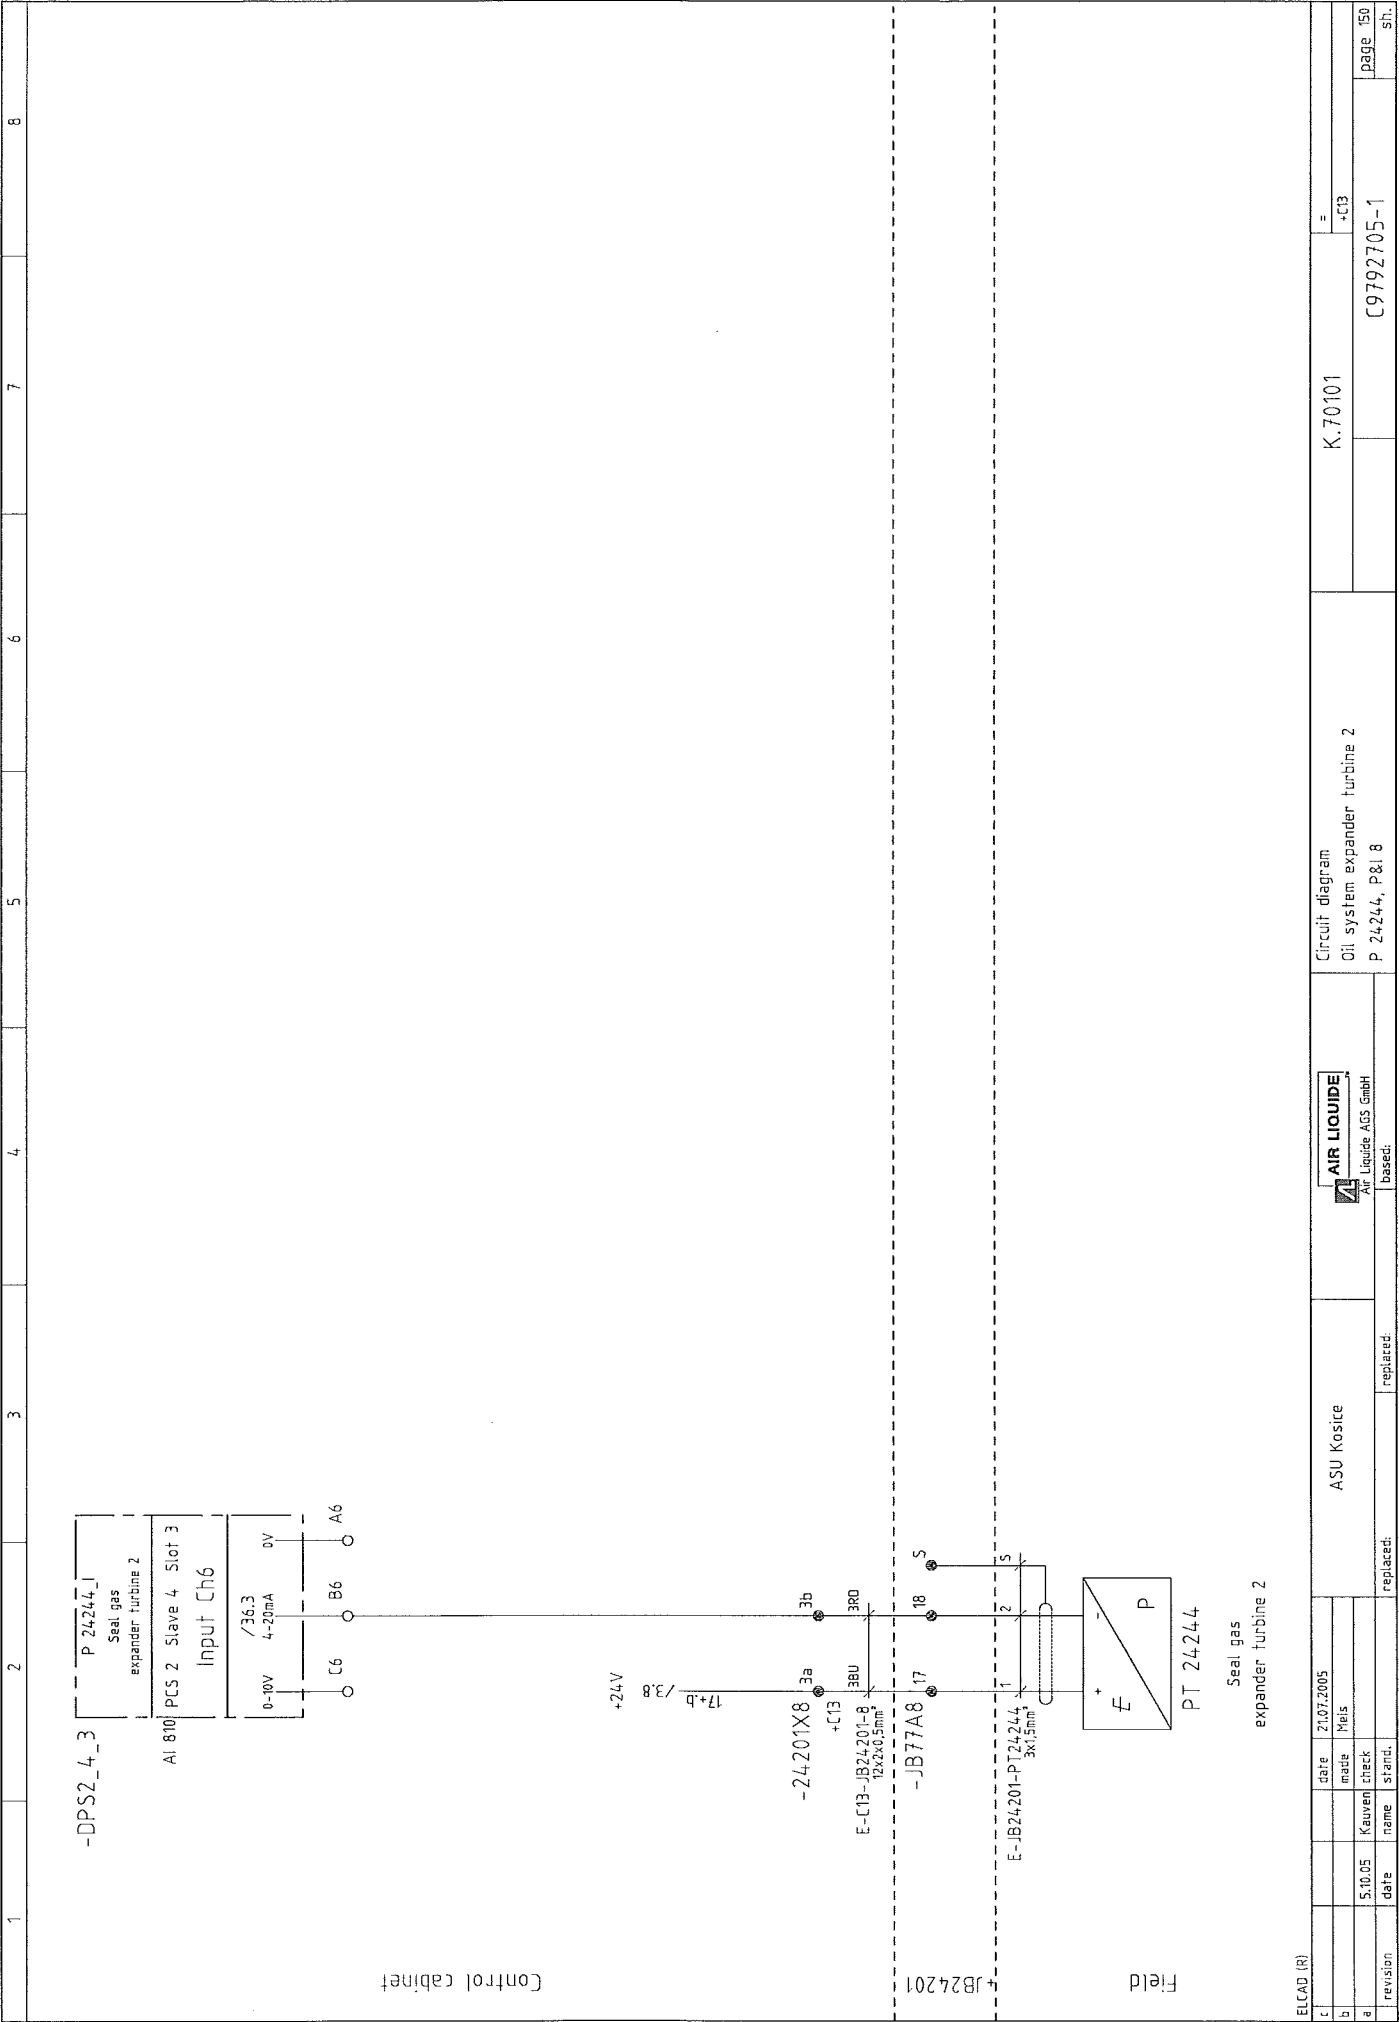 1 2 3 4 5 6 7 8
-DPS2_4_3
P 24244_I
Seal gas
expander turbine 2
AI 810 PCS 2 Slave 4 Slot 3
Input Ch6
/36.3
0-10V 4-20mA 0V
C6 B6 A6
Control cabinet
+24V
/3.8
17+.b
-24201X8 3a 3b
+C13
E-C13-JB24201-8 3BU 3RD
12x2x0,5mm²
+JB24201
-JB77A8 17 18 S
E-JB24201-PT24244 1 2 S
3x1,5mm²
Field
+ - E P
PT 24244
Seal gas
expander turbine 2
ELCAD (R)
c
b
a 5.10.05 Kauven
revision date name
date 21.07.2005
made Meis
check
stand.
ASU Kosice
replaced: replaced: based:
AIR LIQUIDE
Air Liquide AGS GmbH
Circuit diagram
Oil system expander turbine 2
P 24244, P&I 8
K.70101
=
+C13
C9792705-1
page 150
sh.